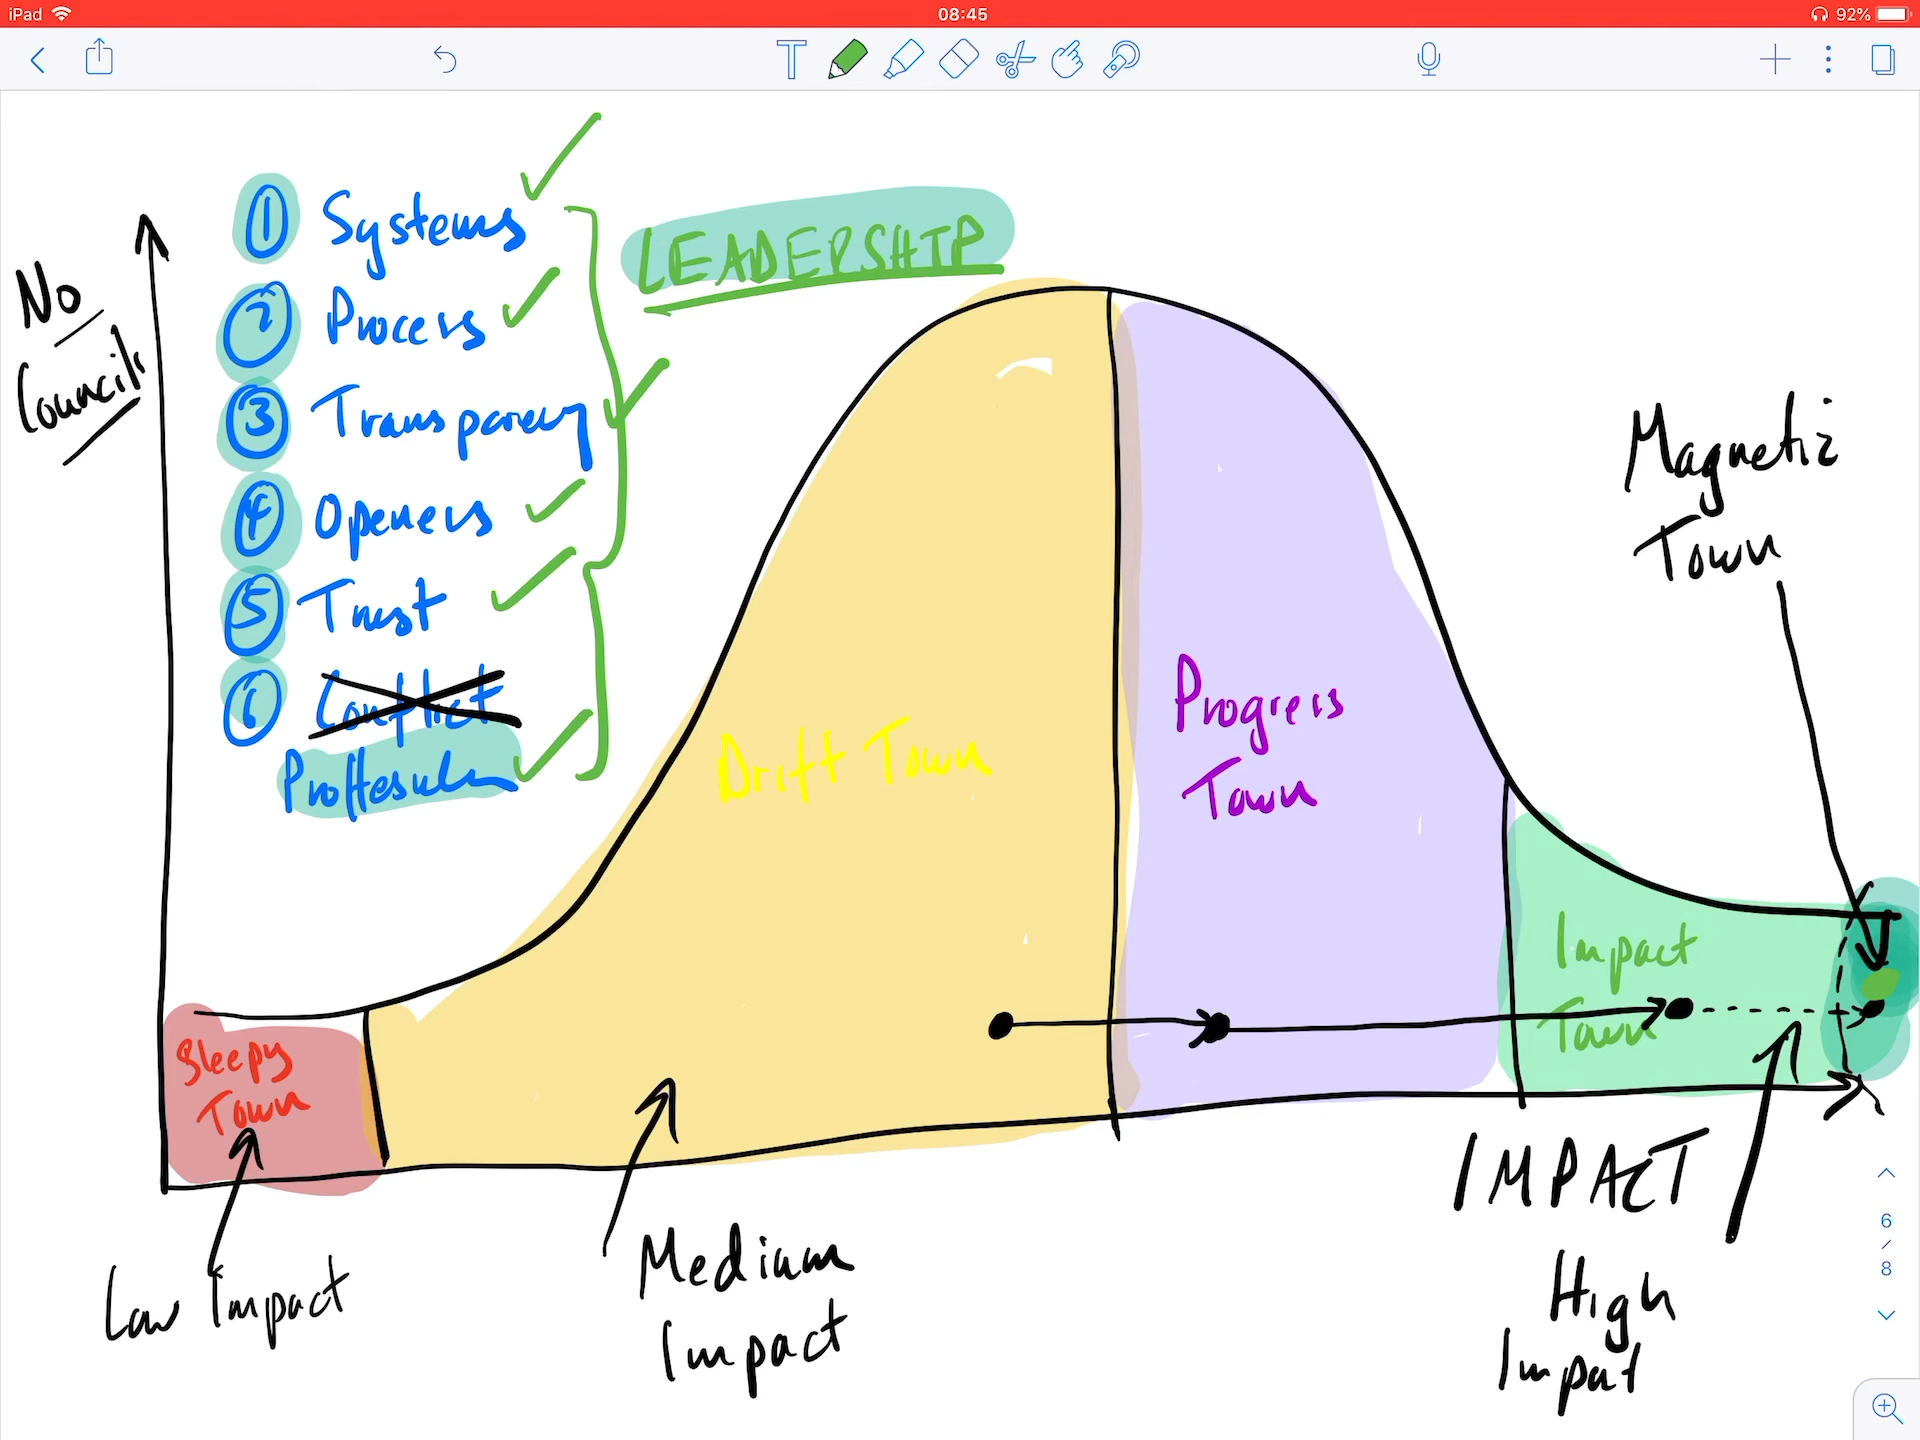 iPad
08:45
92%
T
No
Councils
1 Systems
2 Process
3 Transparency
4 Openess
5 Trust
6 Conflict
LEADERSHIP
Magnetic
Town
Drift Town
Progress
Town
Impact
Town
Sleepy
Town
IMPACT
Low Impact
Medium
Impact
High
Impact
6
/
8